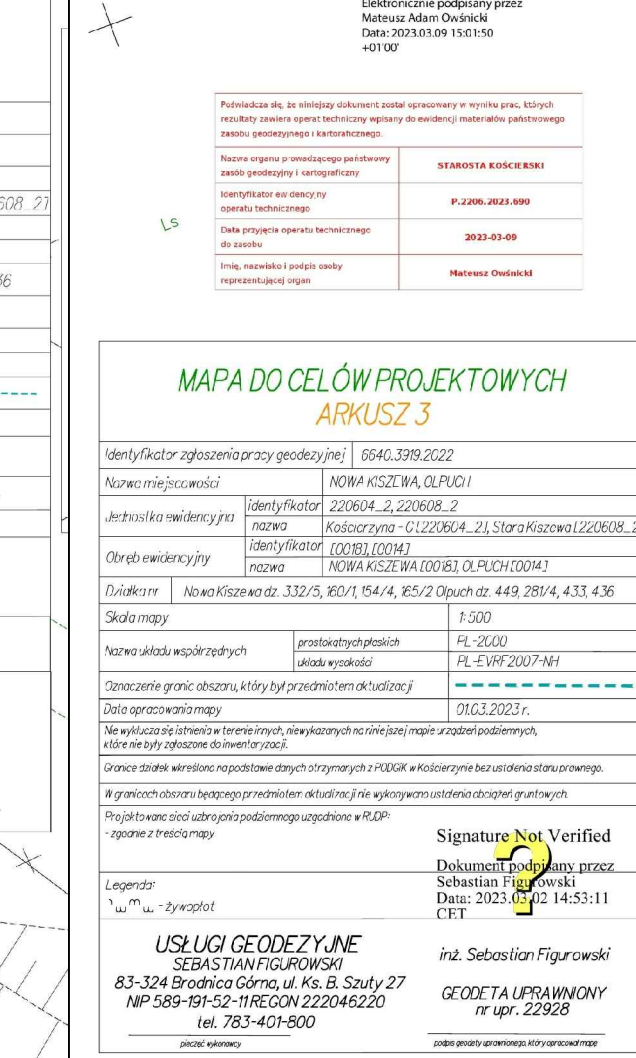 Elektronicznie podpisany przez
Mateusz Adam Owśnicki
Data: 2023.03.09 15:01:50
+01'00'
Poświadcza się, że niniejszy dokument został opracowany w wyniku prac, których
rezultaty zawiera operat techniczny wpisany do ewidencji materiałów państwowego
zasobu geodezyjnego i kartograficznego.
Nazwa organu prowadzącego państwowy
zasób geodezyjny i kartograficzny
STAROSTA KOŚCIERSKI
Identyfikator ewidencyjny
operatu technicznego
P.2206.2023.690
Data przyjęcia operatu technicznego
do zasobu
2023-03-09
Imię, nazwisko i podpis osoby
reprezentującej organ
Mateusz Owśnicki
608_2]
Ls
36
MAPA DO CELÓW PROJEKTOWYCH
ARKUSZ 3
Identyfikator zgłoszenia pracy geodezyjnej 6640.3919.2022
Nazwa miejscowości NOWA KISZEWA, OLPUCH
Jednostka ewidencyjna
identyfikator 220604_2, 220608_2
nazwa Kościerzyna - G [220604_2], Stara Kiszewa [220608_2
Obręb ewidencyjny
identyfikator [0018], [0014]
nazwa NOWA KISZEWA [0018], OLPUCH [0014]
Działka nr Nowa Kiszewa dz. 332/5, 160/1, 154/4, 165/2 Olpuch dz. 449, 281/4, 433, 436
Skala mapy 1:500
Nazwa układu współrzędnych
prostokątnych płaskich PL-2000
układu wysokości PL-EVRF2007-NH
Oznaczenie granic obszaru, który był przedmiotem aktualizacji
Data opracowania mapy 01.03.2023 r.
Nie wyklucza się istnienia w terenie innych, niewykazanych na niniejszej mapie urządzeń podziemnych,
które nie były zgłoszone do inwentaryzacji.
Granice działek wkreślono na podstawie danych otrzymanych z PODGiK w Kościerzynie bez ustalenia stanu prawnego.
W granicach obszaru będącego przedmiotem aktualizacji nie wykonywano ustalenia obciążeń gruntowych.
Projektowane sieci uzbrojenia podziemnego uzgodnione w RUDP:
- zgodnie z treścią mapy
Signature Not Verified
Dokument podpisany przez
Sebastian Figurowski
Data: 2023.03.02 14:53:11
CET
Legenda:
- żywopłot
USŁUGI GEODEZYJNE
SEBASTIAN FIGUROWSKI
83-324 Brodnica Górna, ul. Ks. B. Szuty 27
NIP 589-191-52-11 REGON 222046220
tel. 783-401-800
pieczęć wykonawcy
inż. Sebastian Figurowski
GEODETA UPRAWNIONY
nr upr. 22928
podpis geodety uprawnionego, który opracował mapę